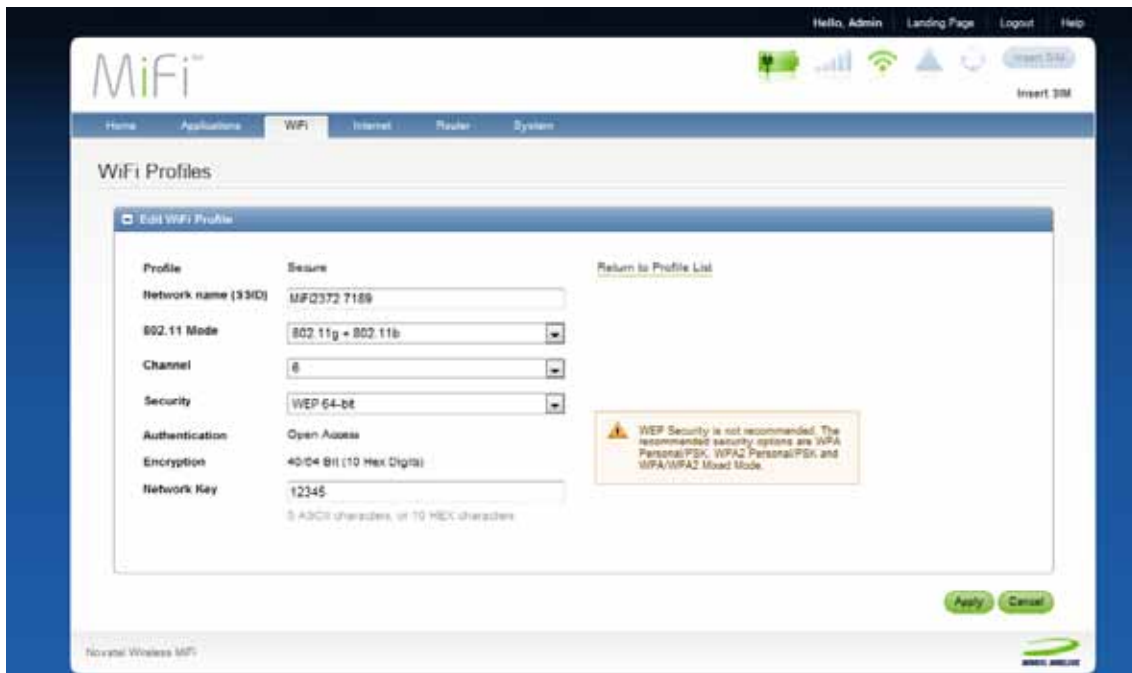 Hello, Admin Landing Page Logout Help
MiFi™
Insert SIM
Insert SIM
Home Applications WiFi Internet Router System
WiFi Profiles
Edit WiFi Profile
Profile Secure Return to Profile List
Network name (SSID) MiFi2372 7189
802.11 Mode 802.11g + 802.11b
Channel 6
Security WEP 64-bit
WEP Security is not recommended. The
recommended security options are WPA
Personal/PSK, WPA2 Personal/PSK and
WPA/WPA2 Mixed Mode.
Authentication Open Access
Encryption 40/64 Bit (10 Hex Digits)
Network Key 12345
5 ASCII characters, or 10 HEX characters
Apply Cancel
Novatel Wireless MiFi
NOVATEL WIRELESS